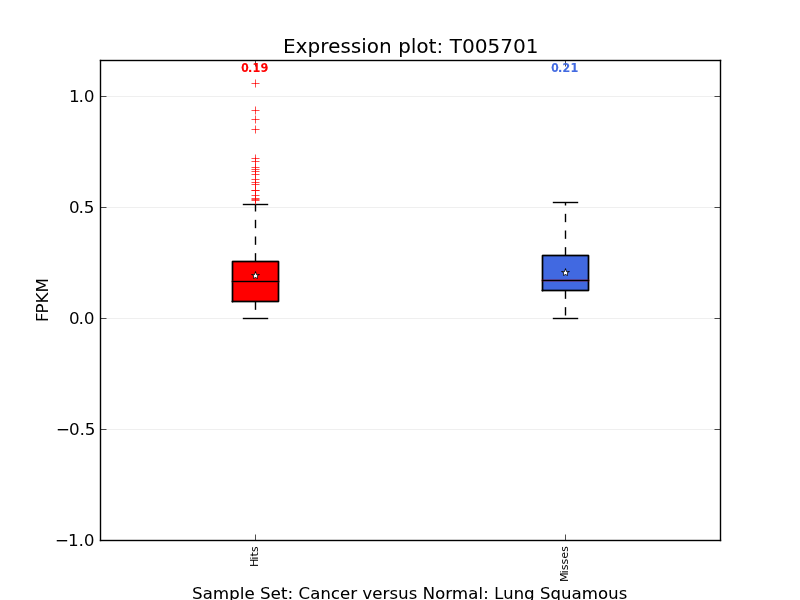 Expression plot: T005701
0.19
0.21
1.0
0.5
0.0
−0.5
−1.0
FPKM
Hits
Misses
Sample Set: Cancer versus Normal: Lung Squamous